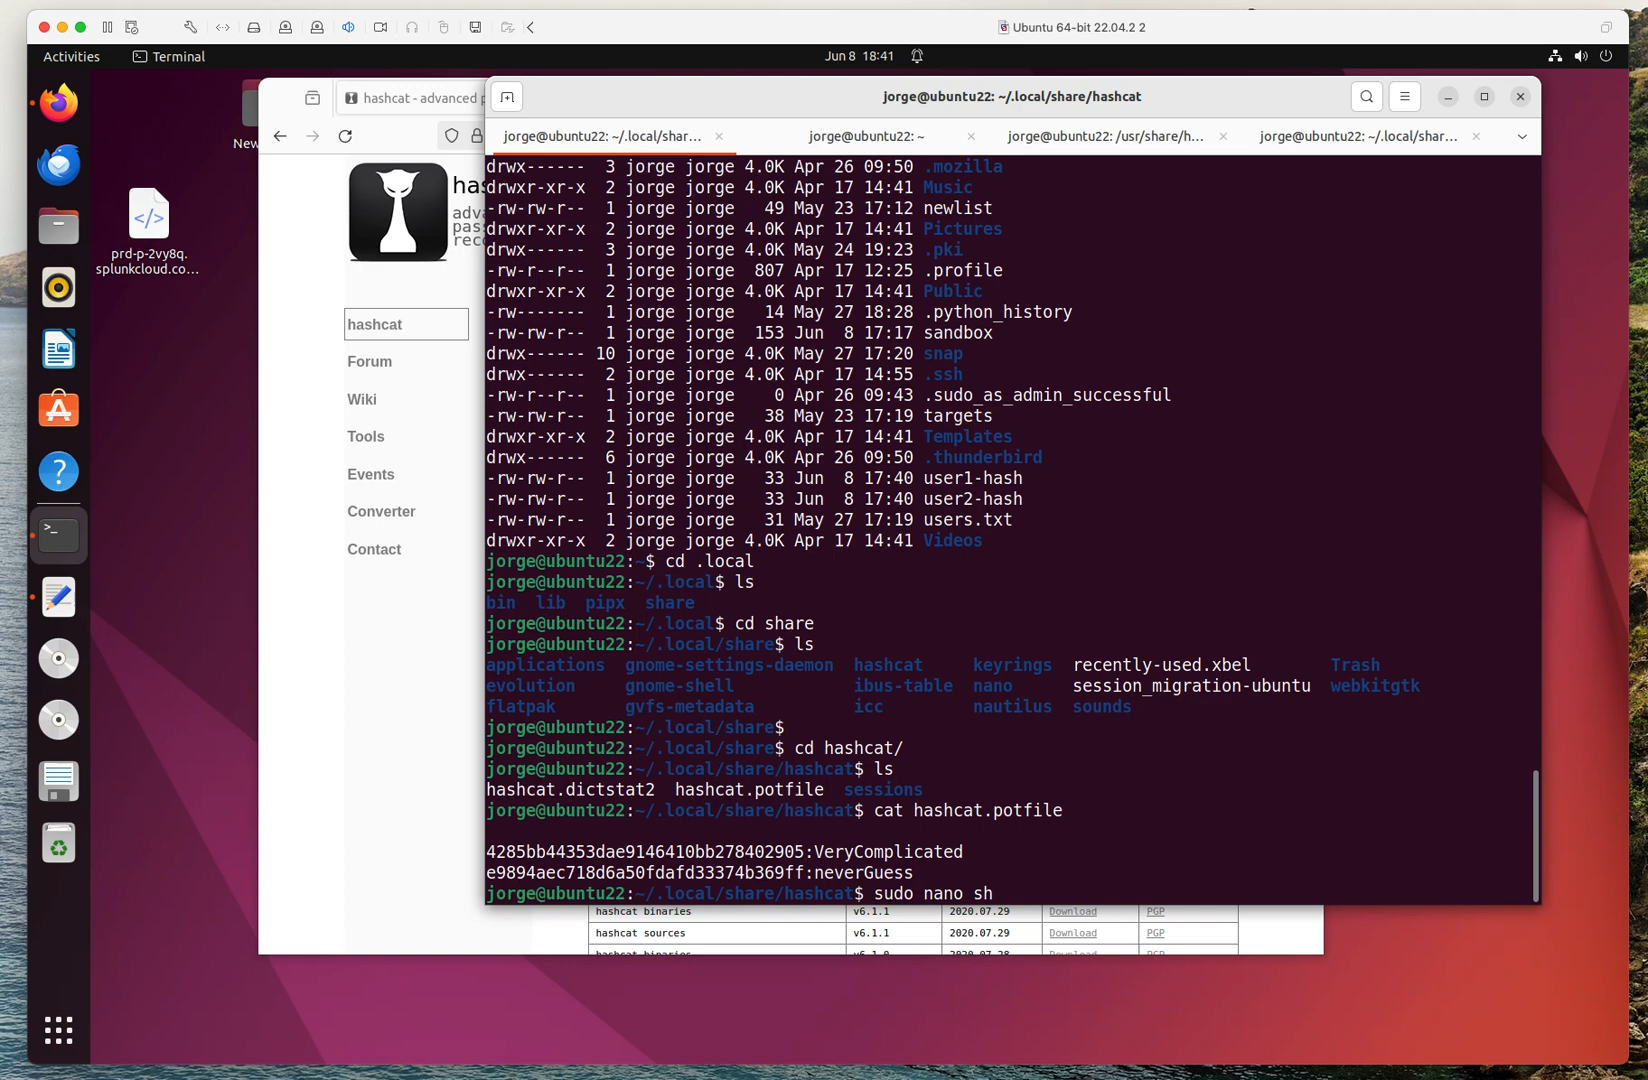 Ubuntu 64-bit 22.04.2 2
Activities
Terminal
Jun 8 18:41
New
prd-p-2vy8q.
splunkcloud.co...
hashcat - advanced p
jorge@ubuntu22: ~/.local/share/hashcat
jorge@ubuntu22: ~/.local/shar...
jorge@ubuntu22: ~
jorge@ubuntu22: /usr/share/h...
jorge@ubuntu22: ~/.local/shar...
has
adva
pass
reco
hashcat
Forum
Wiki
Tools
Events
Converter
Contact
drwx------ 3 jorge jorge 4.0K Apr 26 09:50 .mozilla
drwxr-xr-x 2 jorge jorge 4.0K Apr 17 14:41 Music
-rw-rw-r-- 1 jorge jorge 49 May 23 17:12 newlist
drwxr-xr-x 2 jorge jorge 4.0K Apr 17 14:41 Pictures
drwx------ 3 jorge jorge 4.0K May 24 19:23 .pki
-rw-r--r-- 1 jorge jorge 807 Apr 17 12:25 .profile
drwxr-xr-x 2 jorge jorge 4.0K Apr 17 14:41 Public
-rw------- 1 jorge jorge 14 May 27 18:28 .python_history
-rw-rw-r-- 1 jorge jorge 153 Jun 8 17:17 sandbox
drwx------ 10 jorge jorge 4.0K May 27 17:20 snap
drwx------ 2 jorge jorge 4.0K Apr 17 14:55 .ssh
-rw-r--r-- 1 jorge jorge 0 Apr 26 09:43 .sudo_as_admin_successful
-rw-rw-r-- 1 jorge jorge 38 May 23 17:19 targets
drwxr-xr-x 2 jorge jorge 4.0K Apr 17 14:41 Templates
drwx------ 6 jorge jorge 4.0K Apr 26 09:50 .thunderbird
-rw-rw-r-- 1 jorge jorge 33 Jun 8 17:40 user1-hash
-rw-rw-r-- 1 jorge jorge 33 Jun 8 17:40 user2-hash
-rw-rw-r-- 1 jorge jorge 31 May 27 17:19 users.txt
drwxr-xr-x 2 jorge jorge 4.0K Apr 17 14:41 Videos
jorge@ubuntu22:~$ cd .local
jorge@ubuntu22:~/.local$ ls
bin lib pipx share
jorge@ubuntu22:~/.local$ cd share
jorge@ubuntu22:~/.local/share$ ls
applications gnome-settings-daemon hashcat keyrings recently-used.xbel Trash
evolution gnome-shell ibus-table nano session_migration-ubuntu webkitgtk
flatpak gvfs-metadata icc nautilus sounds
jorge@ubuntu22:~/.local/share$
jorge@ubuntu22:~/.local/share$ cd hashcat/
jorge@ubuntu22:~/.local/share/hashcat$ ls
hashcat.dictstat2 hashcat.potfile sessions
jorge@ubuntu22:~/.local/share/hashcat$ cat hashcat.potfile
4285bb44353dae9146410bb278402905:VeryComplicated
e9894aec718d6a50fdafd33374b369ff:neverGuess
jorge@ubuntu22:~/.local/share/hashcat$ sudo nano sh
hashcat binaries v6.1.1 2020.07.29 Download PGP
hashcat sources v6.1.1 2020.07.29 Download PGP
hashcat binaries v6.1.0 2020.07.28 Download PGP